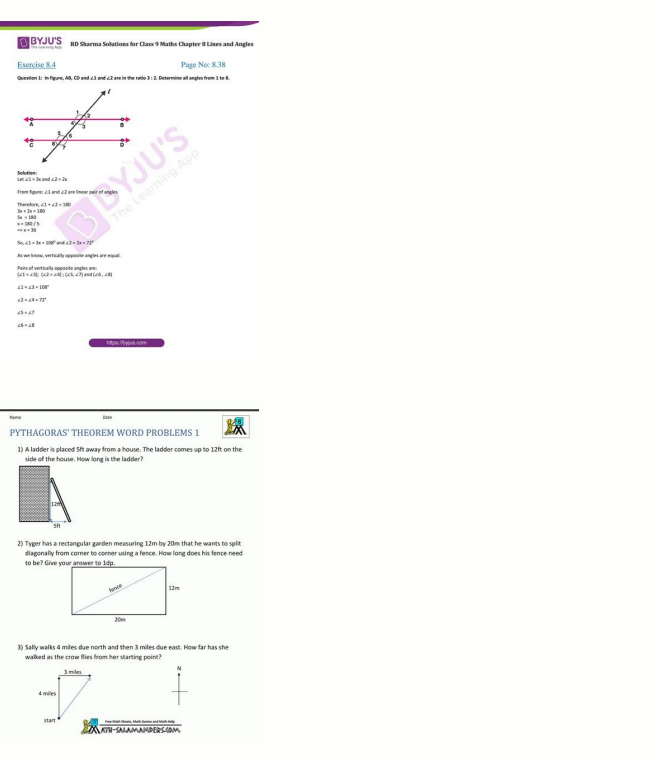 BYJU'S
The Learning App
RD Sharma Solutions for Class 9 Maths Chapter 8 Lines and Angles
Exercise 8.4 Page No: 8.38
Question 1: In figure, AB, CD and ∠1 and ∠2 are in the ratio 3 : 2. Determine all angles from 1 to 8.
l
1 2
4 3
A B
5 6
8 7
C D
Solution:
Let ∠1 = 3x and ∠2 = 2x
From figure: ∠1 and ∠2 are linear pair of angles
Therefore, ∠1 + ∠2 = 180
3x + 2x = 180
5x = 180
x = 180 / 5
=> x = 36
So, ∠1 = 3x = 108⁰ and ∠2 = 2x = 72⁰
As we know, vertically opposite angles are equal.
Pairs of vertically opposite angles are:
(∠1 = ∠3); (∠2 = ∠4) ; (∠5, ∠7) and (∠6 , ∠8)
∠1 = ∠3 = 108°
∠2 = ∠4 = 72°
∠5 = ∠7
∠6 = ∠8
BYJU'S
The Learning App
https://byjus.com
Name Date
PYTHAGORAS' THEOREM WORD PROBLEMS 1
1) A ladder is placed 5ft away from a house. The ladder comes up to 12ft on the
side of the house. How long is the ladder?
12ft
5ft
2) Tyger has a rectangular garden measuring 12m by 20m that he wants to split
diagonally from corner to corner using a fence. How long does his fence need
to be? Give your answer to 1dp.
fence
12m
20m
3) Sally walks 4 miles due north and then 3 miles due east. How far has she
walked as the crow flies from her starting point?
3 miles
N
4 miles
start
Free Math Sheets, Math Games and Math Help
MATH-SALAMANDERS.COM